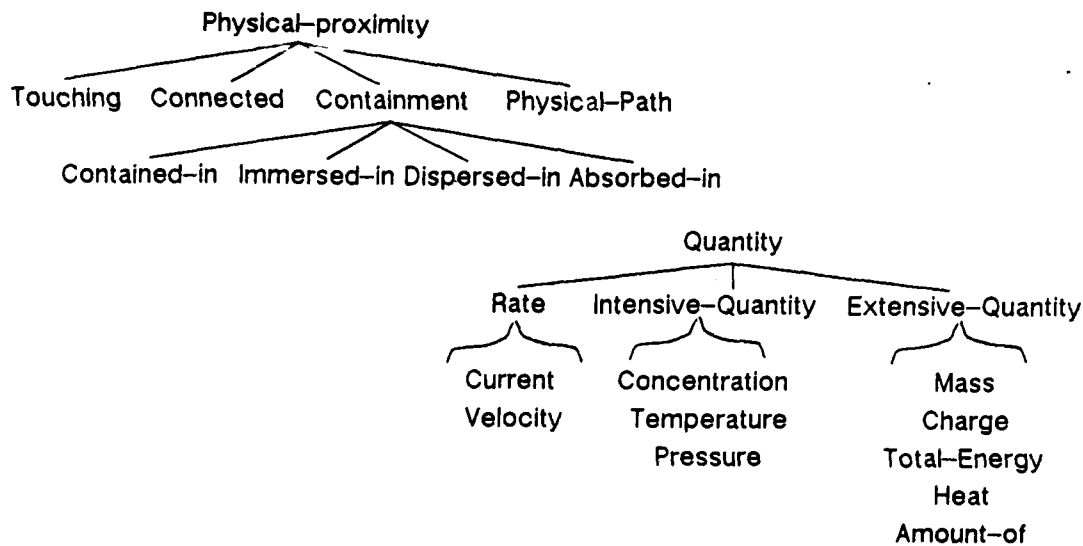 Physical-proximity
Touching Connected Containment Physical-Path
Contained-in Immersed-in Dispersed-in Absorbed-in
Quantity
Rate Intensive-Quantity Extensive-Quantity
Current Concentration Mass
Velocity Temperature Charge
Pressure Total-Energy
Heat
Amount-of